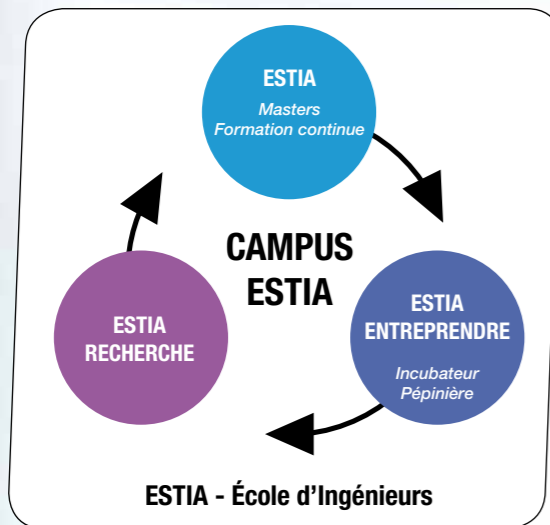 ESTIA
Masters
Formation continue
CAMPUS
ESTIA
ESTIA
RECHERCHE
ESTIA
ENTREPRENDRE
Incubateur
Pépinière
ESTIA - École d'Ingénieurs